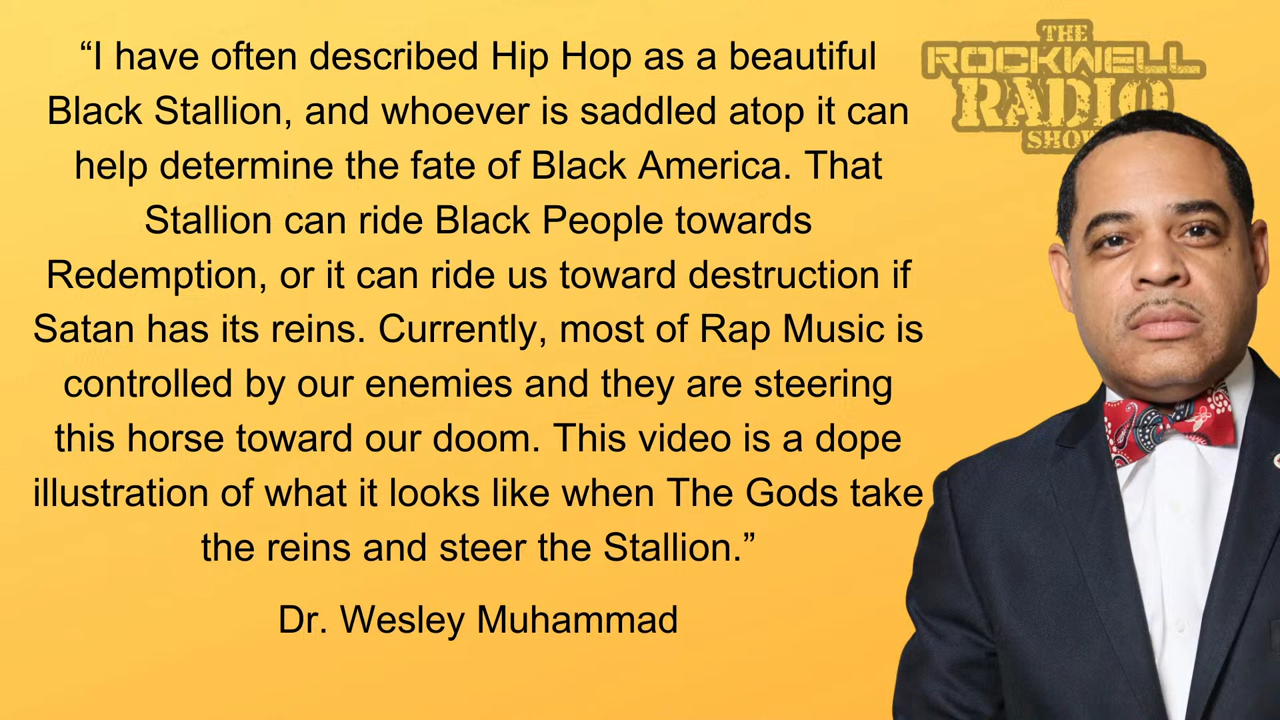 “I have often described Hip Hop as a beautiful
Black Stallion, and whoever is saddled atop it can
help determine the fate of Black America. That
Stallion can ride Black People towards
Redemption, or it can ride us toward destruction if
Satan has its reins. Currently, most of Rap Music is
controlled by our enemies and they are steering
this horse toward our doom. This video is a dope
illustration of what it looks like when The Gods take
the reins and steer the Stallion.”
Dr. Wesley Muhammad
THE
ROCKWELL
RADIO
SHOW